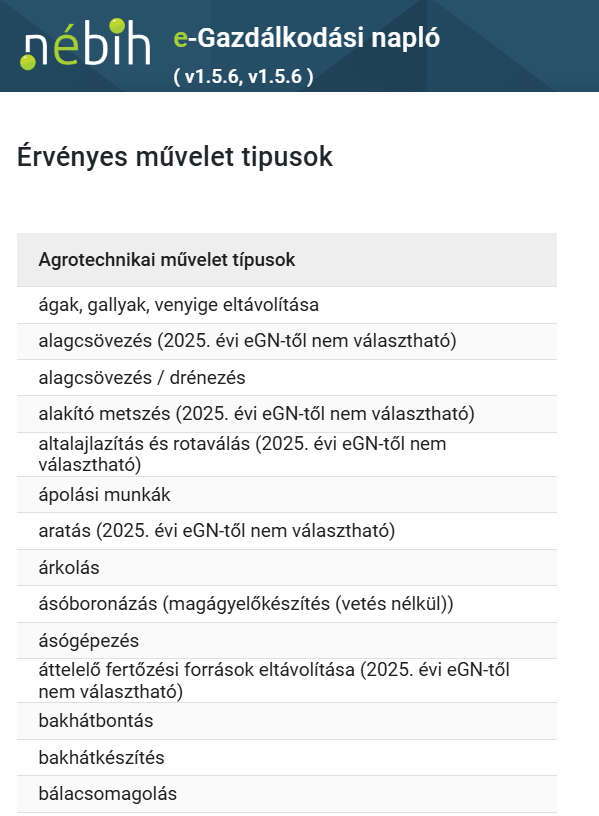 nébih
e-Gazdálkodási napló
( v1.5.6, v1.5.6 )
Érvényes művelet tipusok
Agrotechnikai művelet típusok
ágak, gallyak, venyige eltávolítása
alagcsövezés (2025. évi eGN-től nem választható)
alagcsövezés / drénezés
alakító metszés (2025. évi eGN-től nem választható)
altalajlazítás és rotaválás (2025. évi eGN-től nem
választható)
ápolási munkák
aratás (2025. évi eGN-től nem választható)
árkolás
ásóboronázás (magágyelőkészítés (vetés nélkül))
ásógépezés
áttelelő fertőzési források eltávolítása (2025. évi eGN-től
nem választható)
bakhátbontás
bakhátkészítés
bálacsomagolás